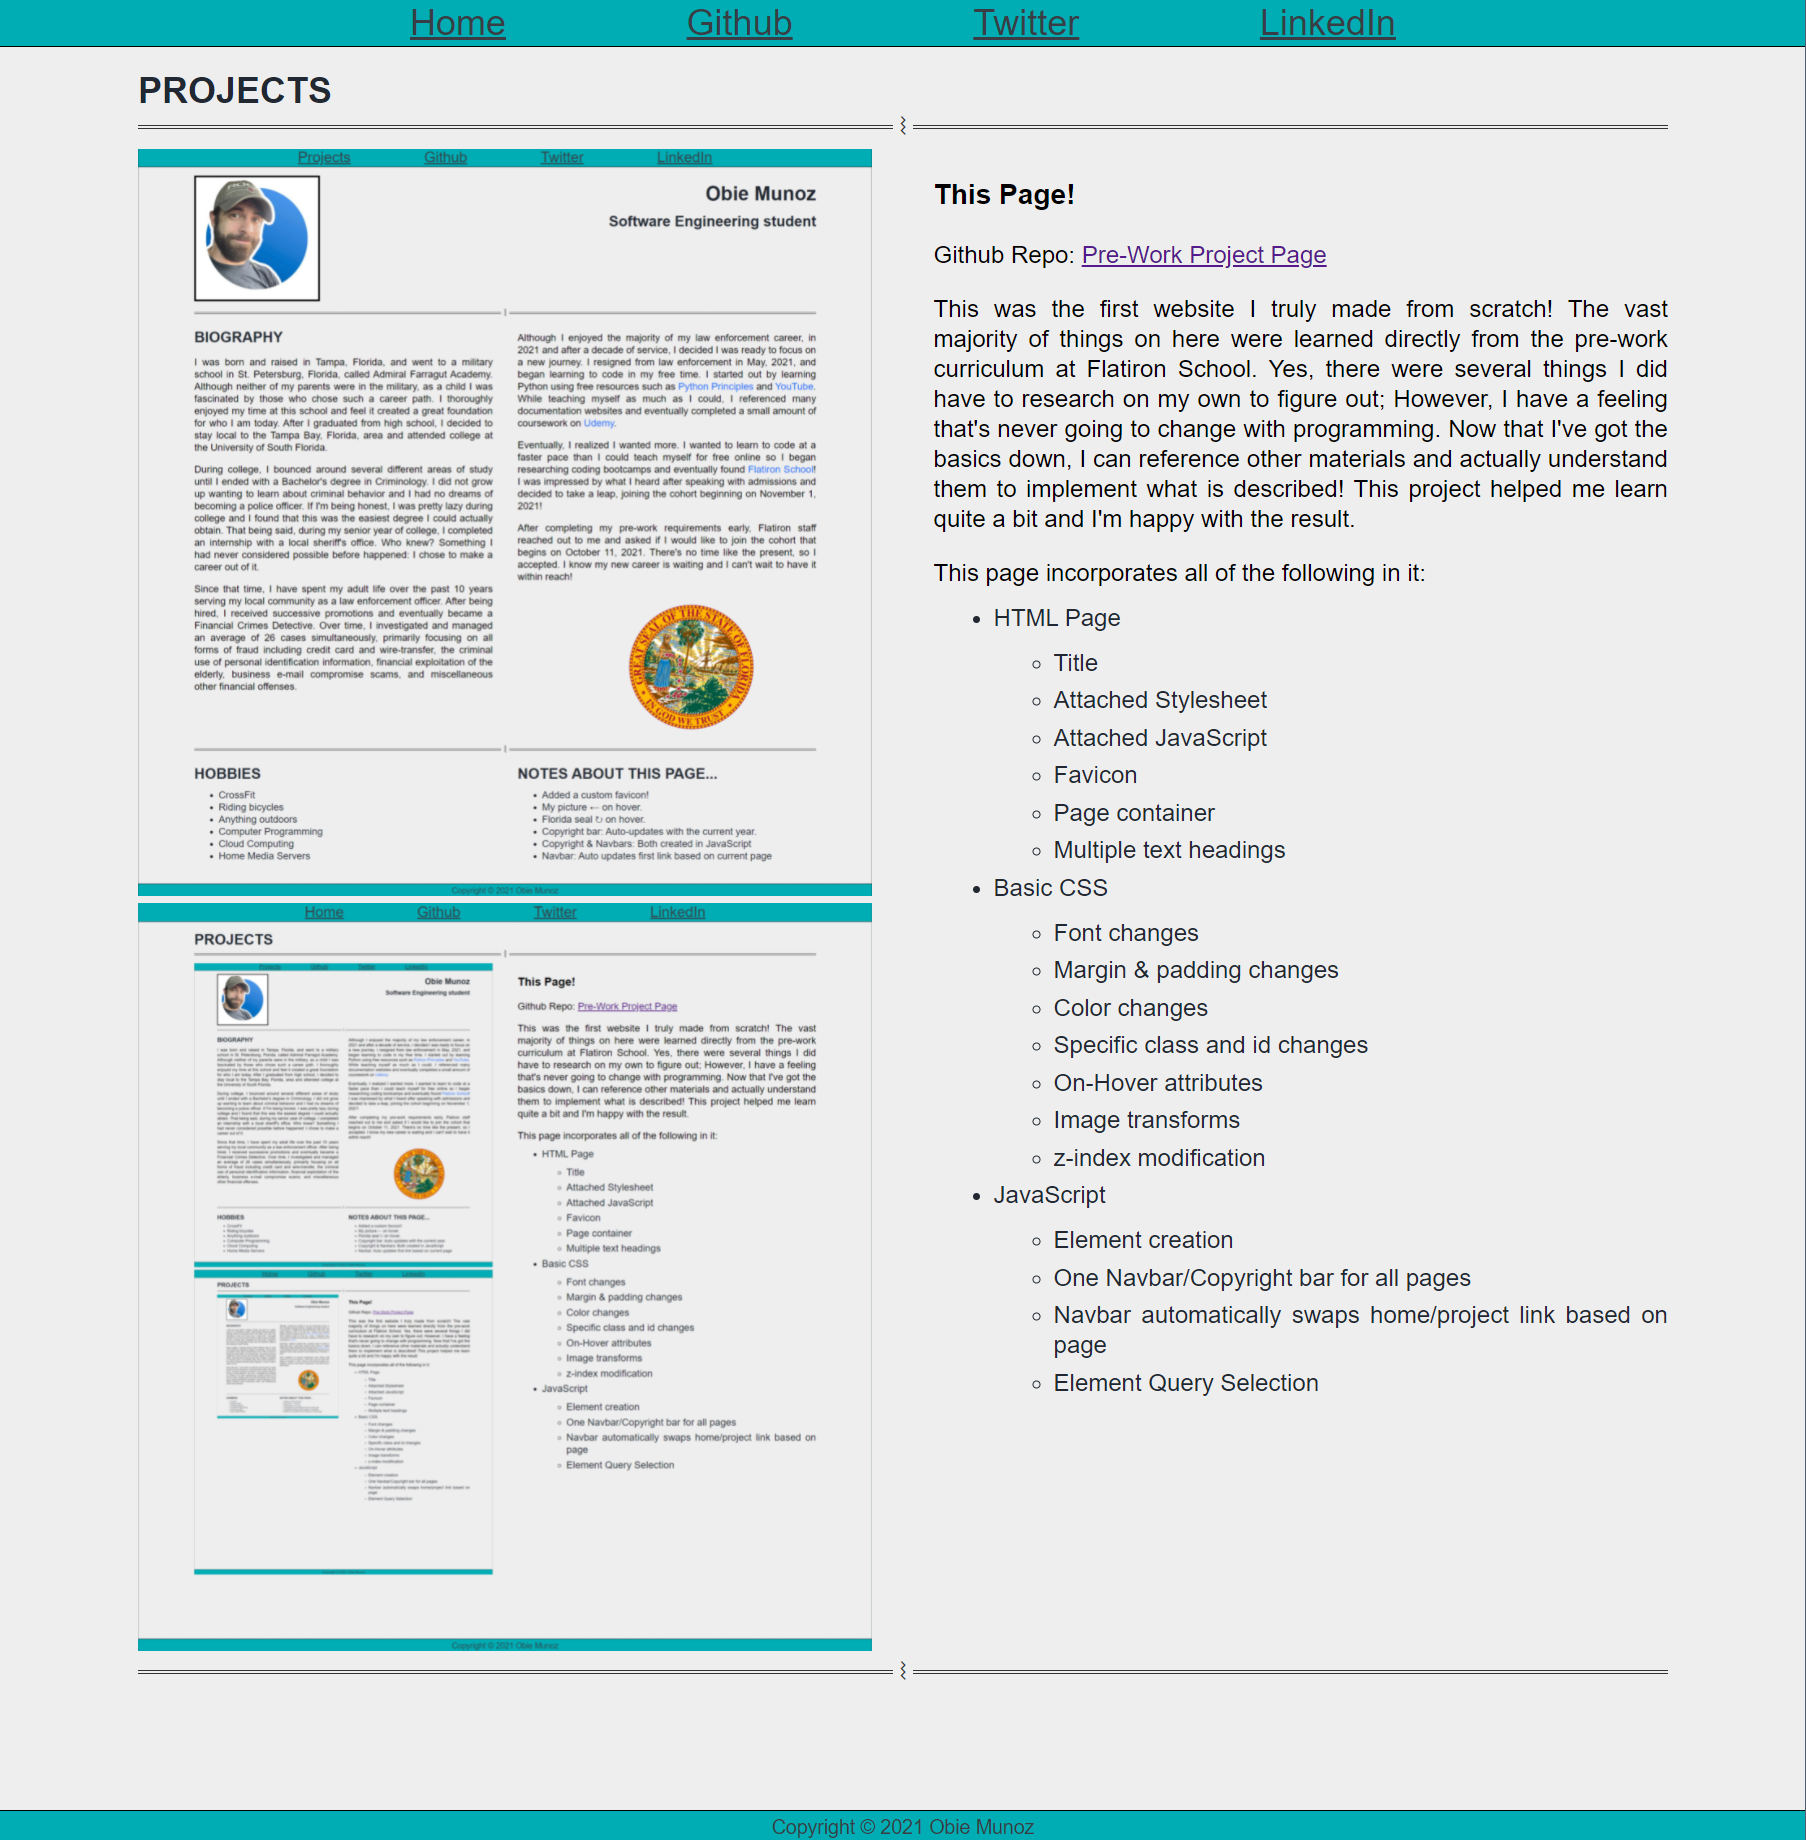 Home Github Twitter LinkedIn
PROJECTS
Projects Github Twitter LinkedIn
Obie Munoz
Software Engineering student
BIOGRAPHY
I was born and raised in Tampa, Florida, and went to a military
school in St. Petersburg, Florida, called Admiral Farragut Academy.
Although neither of my parents were in the military, as a child I was
fascinated by those who chose such a career path. I thoroughly
enjoyed my time at this school and feel it created a great foundation
for who I am today. After I graduated from high school, I decided to
stay local to the Tampa Bay, Florida, area and attended college at
the University of South Florida.
During college, I bounced around several different areas of study
until I ended with a Bachelor's degree in Criminology. I did not grow
up wanting to learn about criminal behavior and I had no dreams of
becoming a police officer. If I'm being honest, I was pretty lazy during
college and I found that this was the easiest degree I could actually
obtain. That being said, during my senior year of college, I completed
an internship with a local sheriff's office. Who knew? Something I
had never considered possible before happened: I chose to make a
career out of it.
Since that time, I have spent my adult life over the past 10 years
serving my local community as a law enforcement officer. After being
hired, I received successive promotions and eventually became a
Financial Crimes Detective. Over time, I investigated and managed
an average of 26 cases simultaneously, primarily focusing on all
forms of fraud including credit card and wire-transfer, the criminal
use of personal identification information, financial exploitation of the
elderly, business e-mail compromise scams, and miscellaneous
other financial offenses.
Although I enjoyed the majority of my law enforcement career, in
2021 and after a decade of service, I decided I was ready to focus on
a new journey. I resigned from law enforcement in May, 2021, and
began learning to code in my free time. I started out by learning
Python using free resources such as Python Principles and YouTube.
While teaching myself as much as I could, I referenced many
documentation websites and eventually completed a small amount of
coursework on Udemy.
Eventually, I realized I wanted more. I wanted to learn to code at a
faster pace than I could teach myself for free online so I began
researching coding bootcamps and eventually found Flatiron School!
I was impressed by what I heard after speaking with admissions and
decided to take a leap, joining the cohort beginning on November 1,
2021!
After completing my pre-work requirements early, Flatiron staff
reached out to me and asked if I would like to join the cohort that
begins on October 11, 2021. There's no time like the present, so I
accepted. I know my new career is waiting and I can't wait to have it
within reach!
GREAT SEAL OF THE STATE OF FLORIDA
IN GOD WE TRUST
HOBBIES
• CrossFit
• Riding bicycles
• Anything outdoors
• Computer Programming
• Cloud Computing
• Home Media Servers
NOTES ABOUT THIS PAGE...
• Added a custom favicon!
• My picture ↔ on hover.
• Florida seal ↻ on hover.
• Copyright bar: Auto-updates with the current year.
• Copyright & Navbars: Both created in JavaScript
• Navbar: Auto updates first link based on current page
Copyright © 2021 Obie Munoz
Home Github Twitter LinkedIn
PROJECTS
Obie Munoz
Software Engineering student
BIOGRAPHY
HOBBIES
NOTES ABOUT THIS PAGE...
PROJECTS
This Page!
This Page!
Github Repo: Pre-Work Project Page
This was the first website I truly made from scratch! The vast
majority of things on here were learned directly from the pre-work
curriculum at Flatiron School. Yes, there were several things I did
have to research on my own to figure out; However, I have a feeling
that's never going to change with programming. Now that I've got the
basics down, I can reference other materials and actually understand
them to implement what is described! This project helped me learn
quite a bit and I'm happy with the result.
This page incorporates all of the following in it:
• HTML Page
◦ Title
◦ Attached Stylesheet
◦ Attached JavaScript
◦ Favicon
◦ Page container
◦ Multiple text headings
• Basic CSS
◦ Font changes
◦ Margin & padding changes
◦ Color changes
◦ Specific class and id changes
◦ On-Hover attributes
◦ Image transforms
◦ z-index modification
• JavaScript
◦ Element creation
◦ One Navbar/Copyright bar for all pages
◦ Navbar automatically swaps home/project link based on
page
◦ Element Query Selection
Copyright © 2021 Obie Munoz
This Page!
Github Repo: Pre-Work Project Page
This was the first website I truly made from scratch! The vast
majority of things on here were learned directly from the pre-work
curriculum at Flatiron School. Yes, there were several things I did
have to research on my own to figure out; However, I have a feeling
that's never going to change with programming. Now that I've got the
basics down, I can reference other materials and actually understand
them to implement what is described! This project helped me learn
quite a bit and I'm happy with the result.
This page incorporates all of the following in it:
• HTML Page
◦ Title
◦ Attached Stylesheet
◦ Attached JavaScript
◦ Favicon
◦ Page container
◦ Multiple text headings
• Basic CSS
◦ Font changes
◦ Margin & padding changes
◦ Color changes
◦ Specific class and id changes
◦ On-Hover attributes
◦ Image transforms
◦ z-index modification
• JavaScript
◦ Element creation
◦ One Navbar/Copyright bar for all pages
◦ Navbar automatically swaps home/project link based on
page
◦ Element Query Selection
Copyright © 2021 Obie Munoz